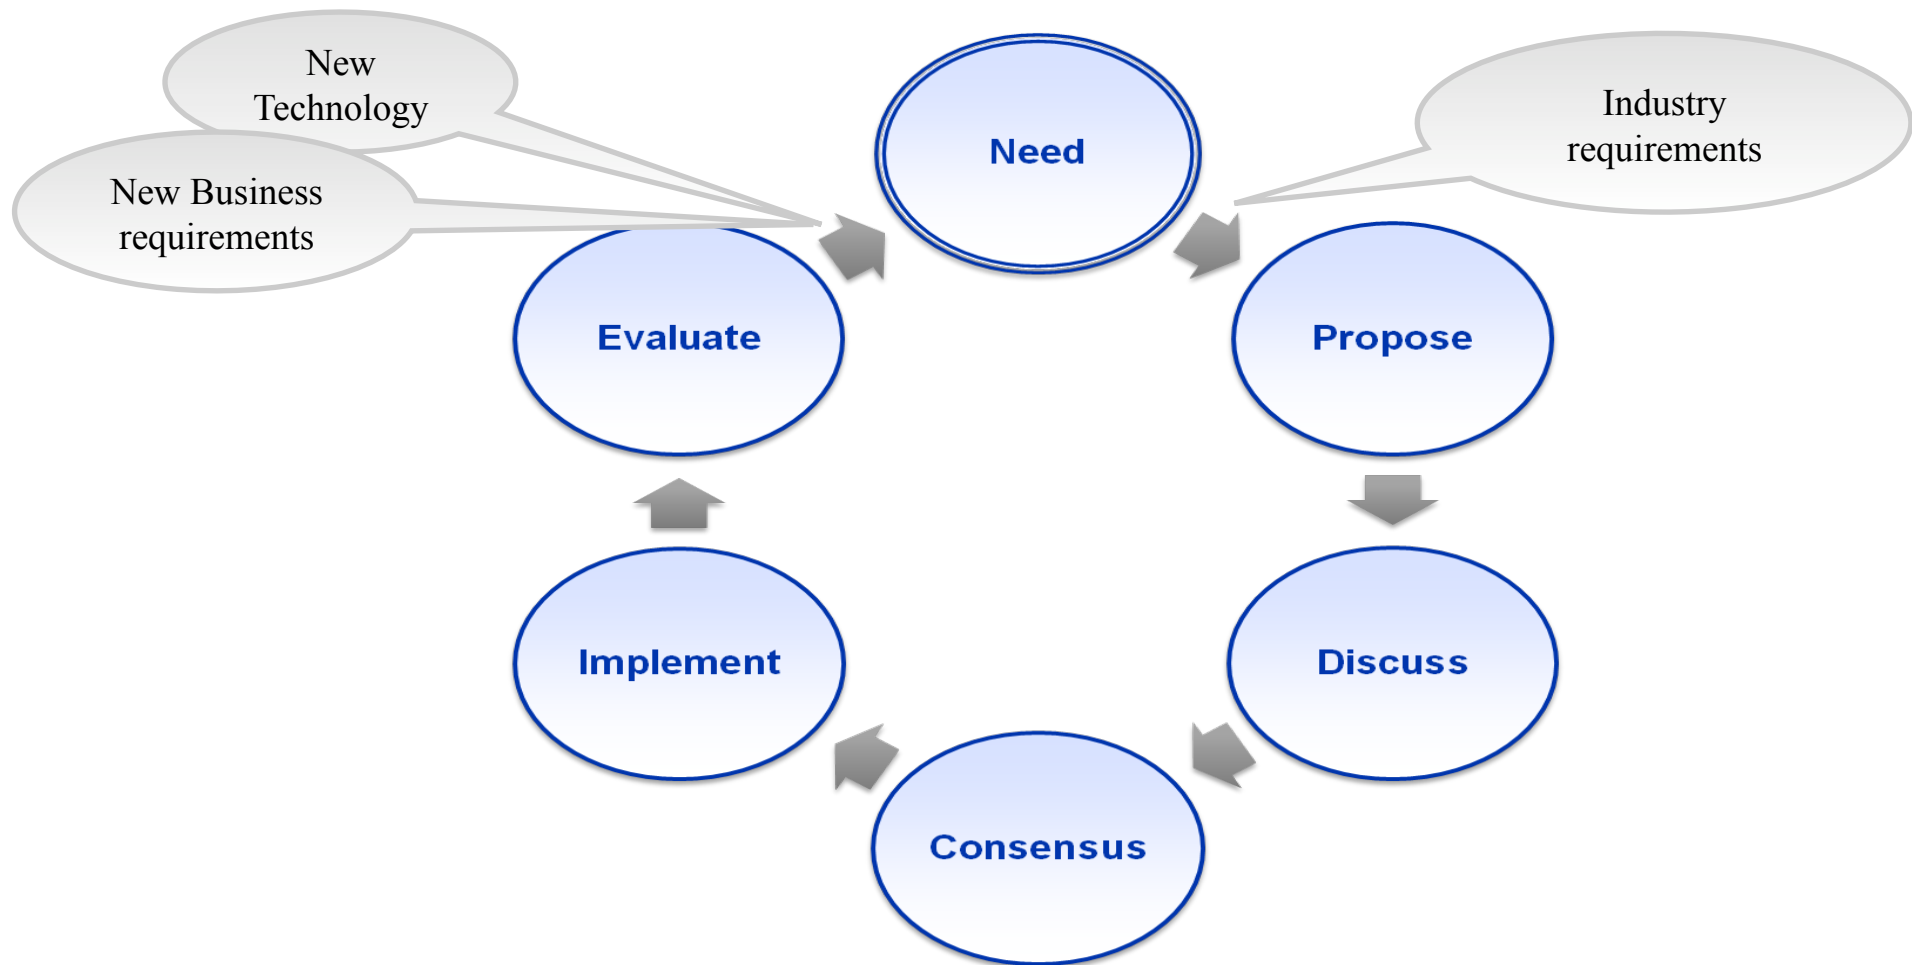 New
Technology
New Business
requirements
Need
Industry
requirements
Evaluate
Propose
Implement
Discuss
Consensus